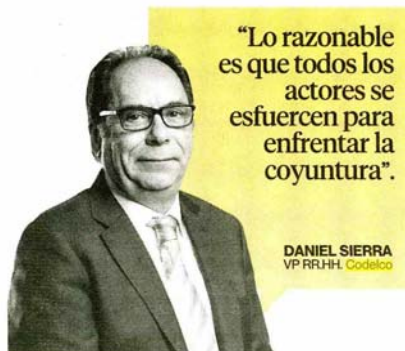 “Lo razonable
es que todos los
actores se
esfuercen para
enfrentar la
coyuntura”.
DANIEL SIERRA
VP RR.HH. Codelco